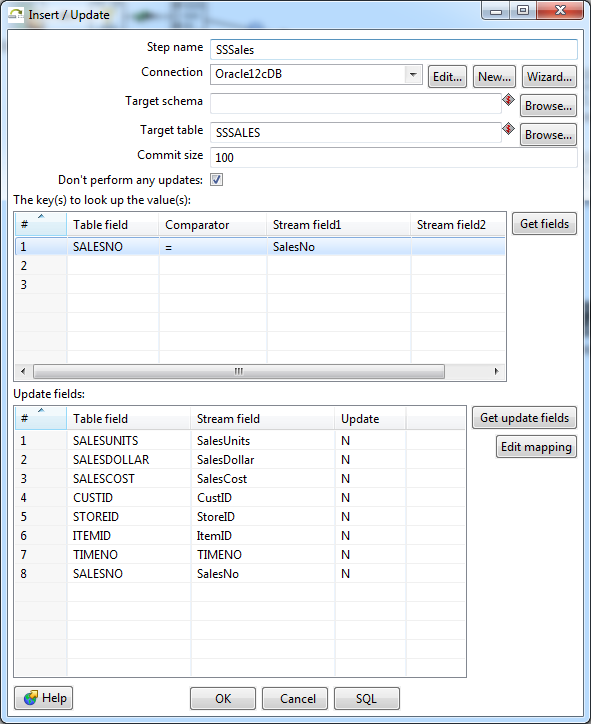 Insert / Update
Step name SSSales
Connection Oracle12cDB Edit... New... Wizard...
Target schema Browse...
Target table SSSALES Browse...
Commit size 100
Don't perform any updates:
The key(s) to look up the value(s):
# Table field Comparator Stream field1 Stream field2 Get fields
1 SALESNO = SalesNo
2
3
Update fields:
# Table field Stream field Update Get update fields
1 SALESUNITS SalesUnits N Edit mapping
2 SALESDOLLAR SalesDollar N
3 SALESCOST SalesCost N
4 CUSTID CustID N
5 STOREID StoreID N
6 ITEMID ItemID N
7 TIMENO TIMENO N
8 SALESNO SalesNo N
Help OK Cancel SQL